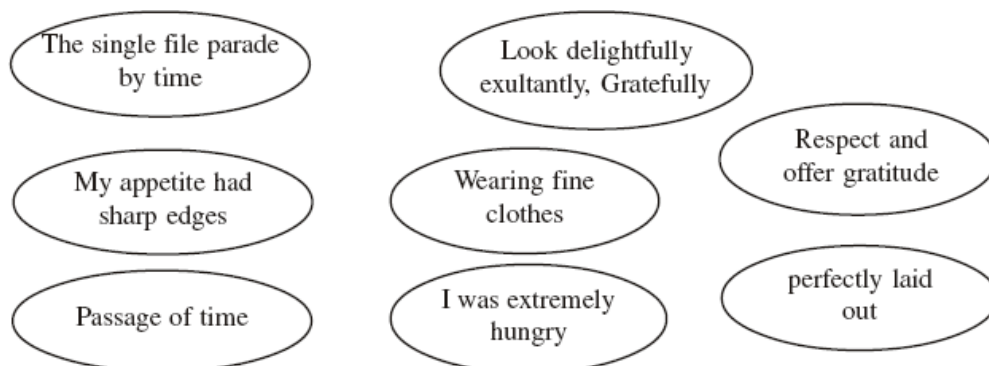 The single file parade
by time
Look delightfully
exultantly, Gratefully
Respect and
offer gratitude
My appetite had
sharp edges
Wearing fine
clothes
perfectly laid
out
Passage of time
I was extremely
hungry